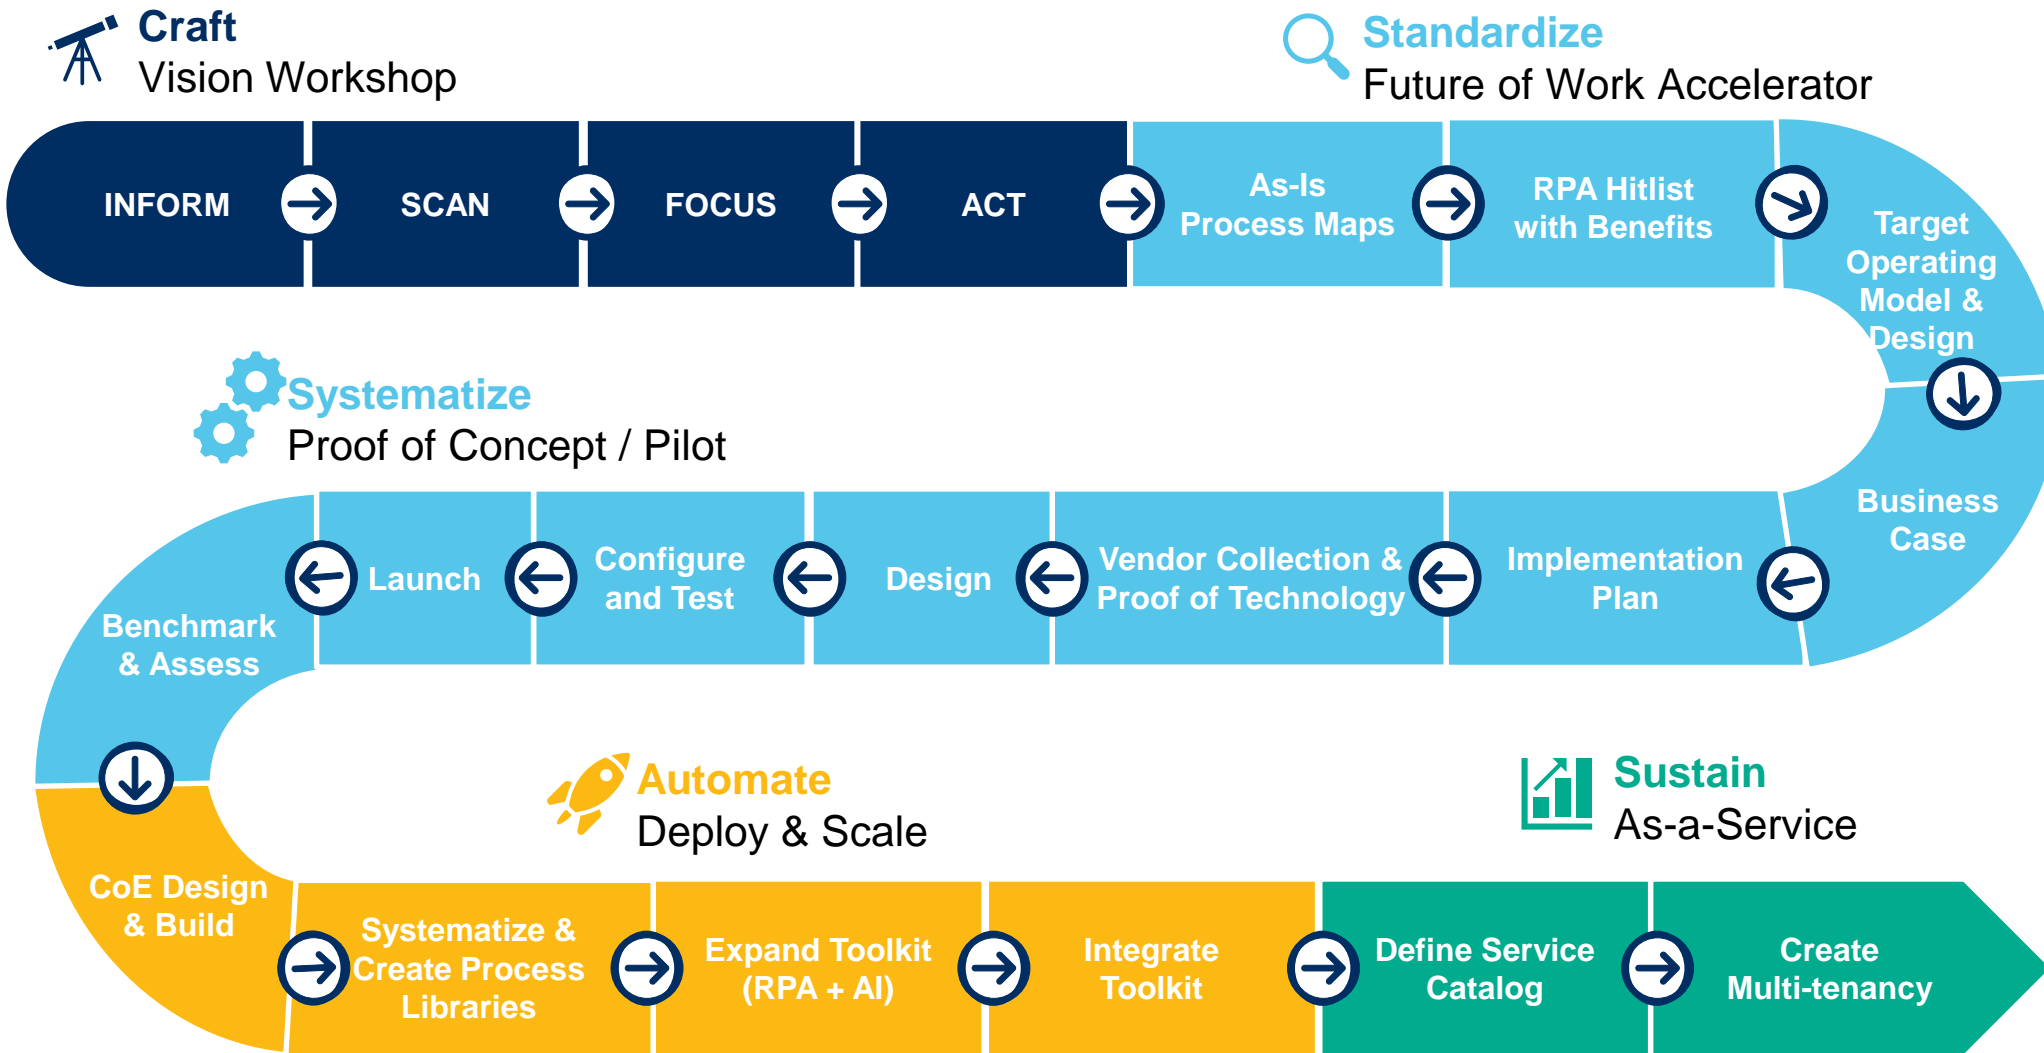 Craft
Vision Workshop
Standardize
Future of Work Accelerator
INFORM
SCAN
FOCUS
ACT
As-Is
Process Maps
RPA Hitlist
with Benefits
Target
Operating
Model &
Design
Systematize
Proof of Concept / Pilot
Business
Case
Implementation
Plan
Vendor Collection &
Proof of Technology
Design
Configure
and Test
Launch
Benchmark
& Assess
Automate
Deploy & Scale
Sustain
As-a-Service
CoE Design
& Build
Systematize &
Create Process
Libraries
Expand Toolkit
(RPA + AI)
Integrate
Toolkit
Define Service
Catalog
Create
Multi-tenancy